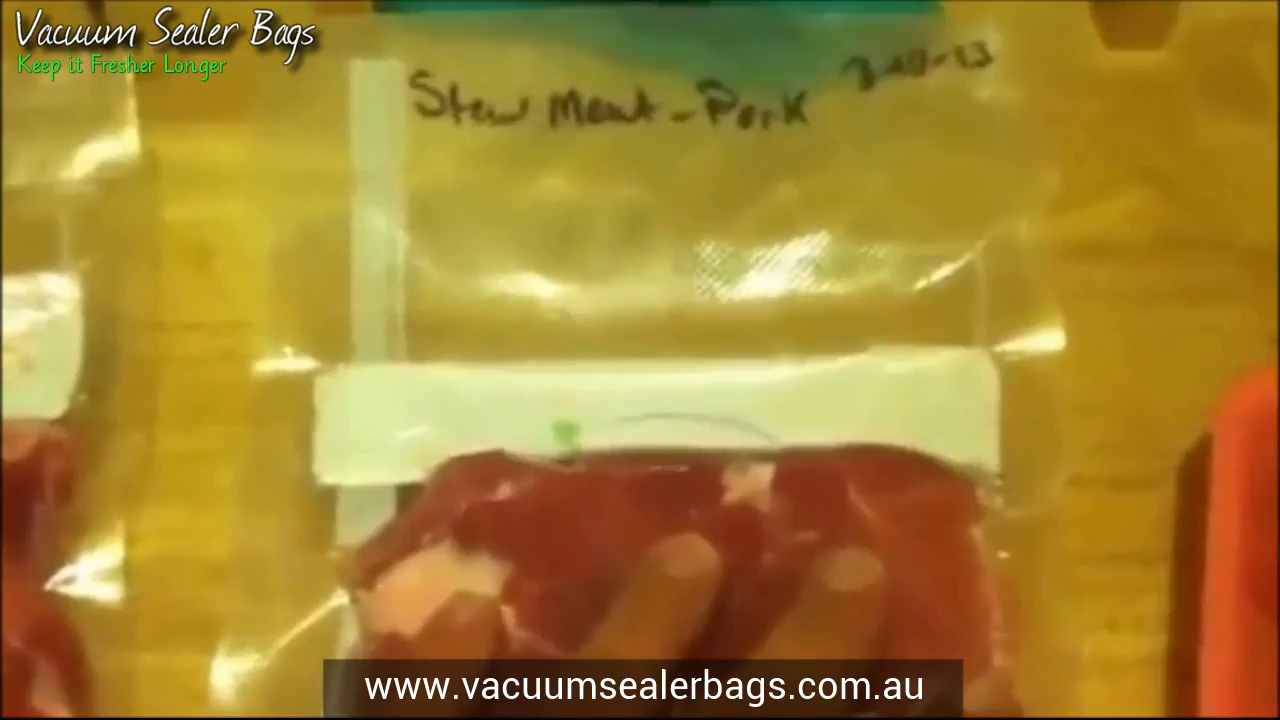 Vacuum Sealer Bags
Keep it Fresher Longer
Stew Meat - Pork
www.vacuumsealerbags.com.au